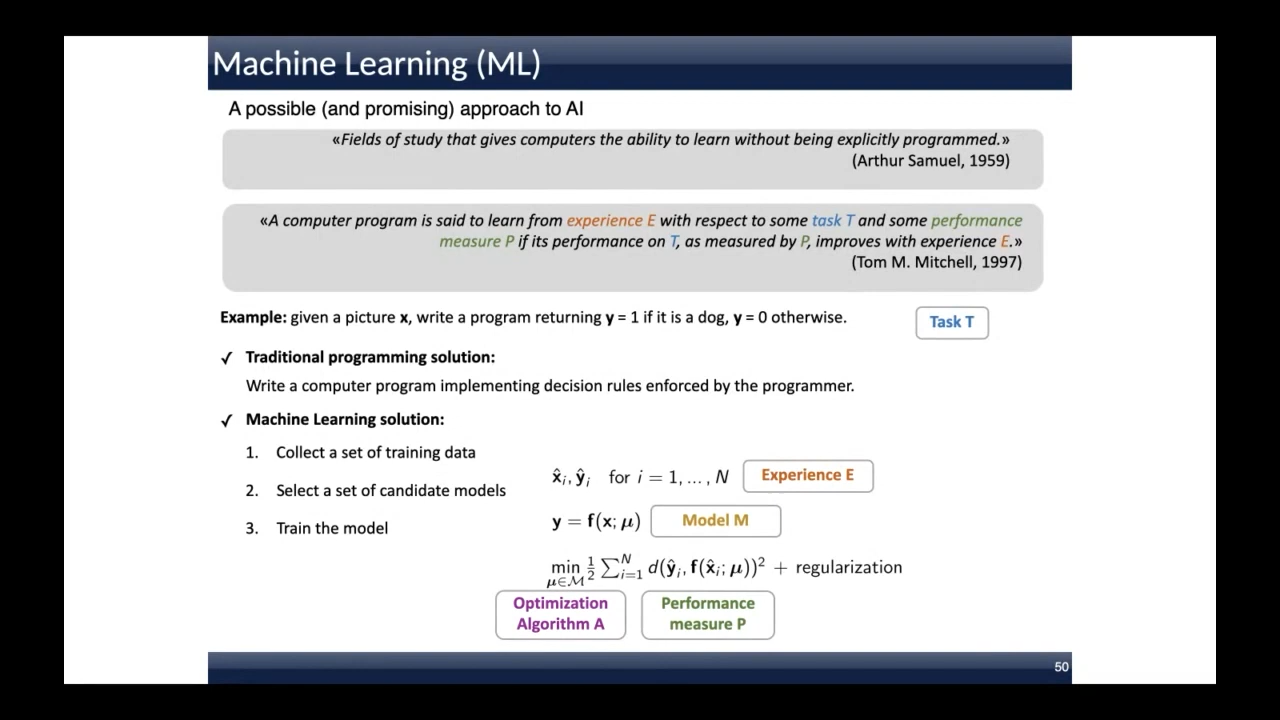 Machine Learning (ML)
A possible (and promising) approach to AI
«Fields of study that gives computers the ability to learn without being explicitly programmed.»
(Arthur Samuel, 1959)
«A computer program is said to learn from experience E with respect to some task T and some performance
measure P if its performance on T, as measured by P, improves with experience E.»
(Tom M. Mitchell, 1997)
Example: given a picture x, write a program returning y = 1 if it is a dog, y = 0 otherwise.
Task T
✓ Traditional programming solution:
Write a computer program implementing decision rules enforced by the programmer.
✓ Machine Learning solution:
1. Collect a set of training data
x̂ᵢ, ŷᵢ for i = 1, … , N
Experience E
2. Select a set of candidate models
y = f(x; μ)
Model M
3. Train the model
min_{μ∈ℳ} ½ ∑_{i=1}^{N} d(ŷᵢ, f(x̂ᵢ; μ))² + regularization
Optimization
Algorithm A
Performance
measure P
50